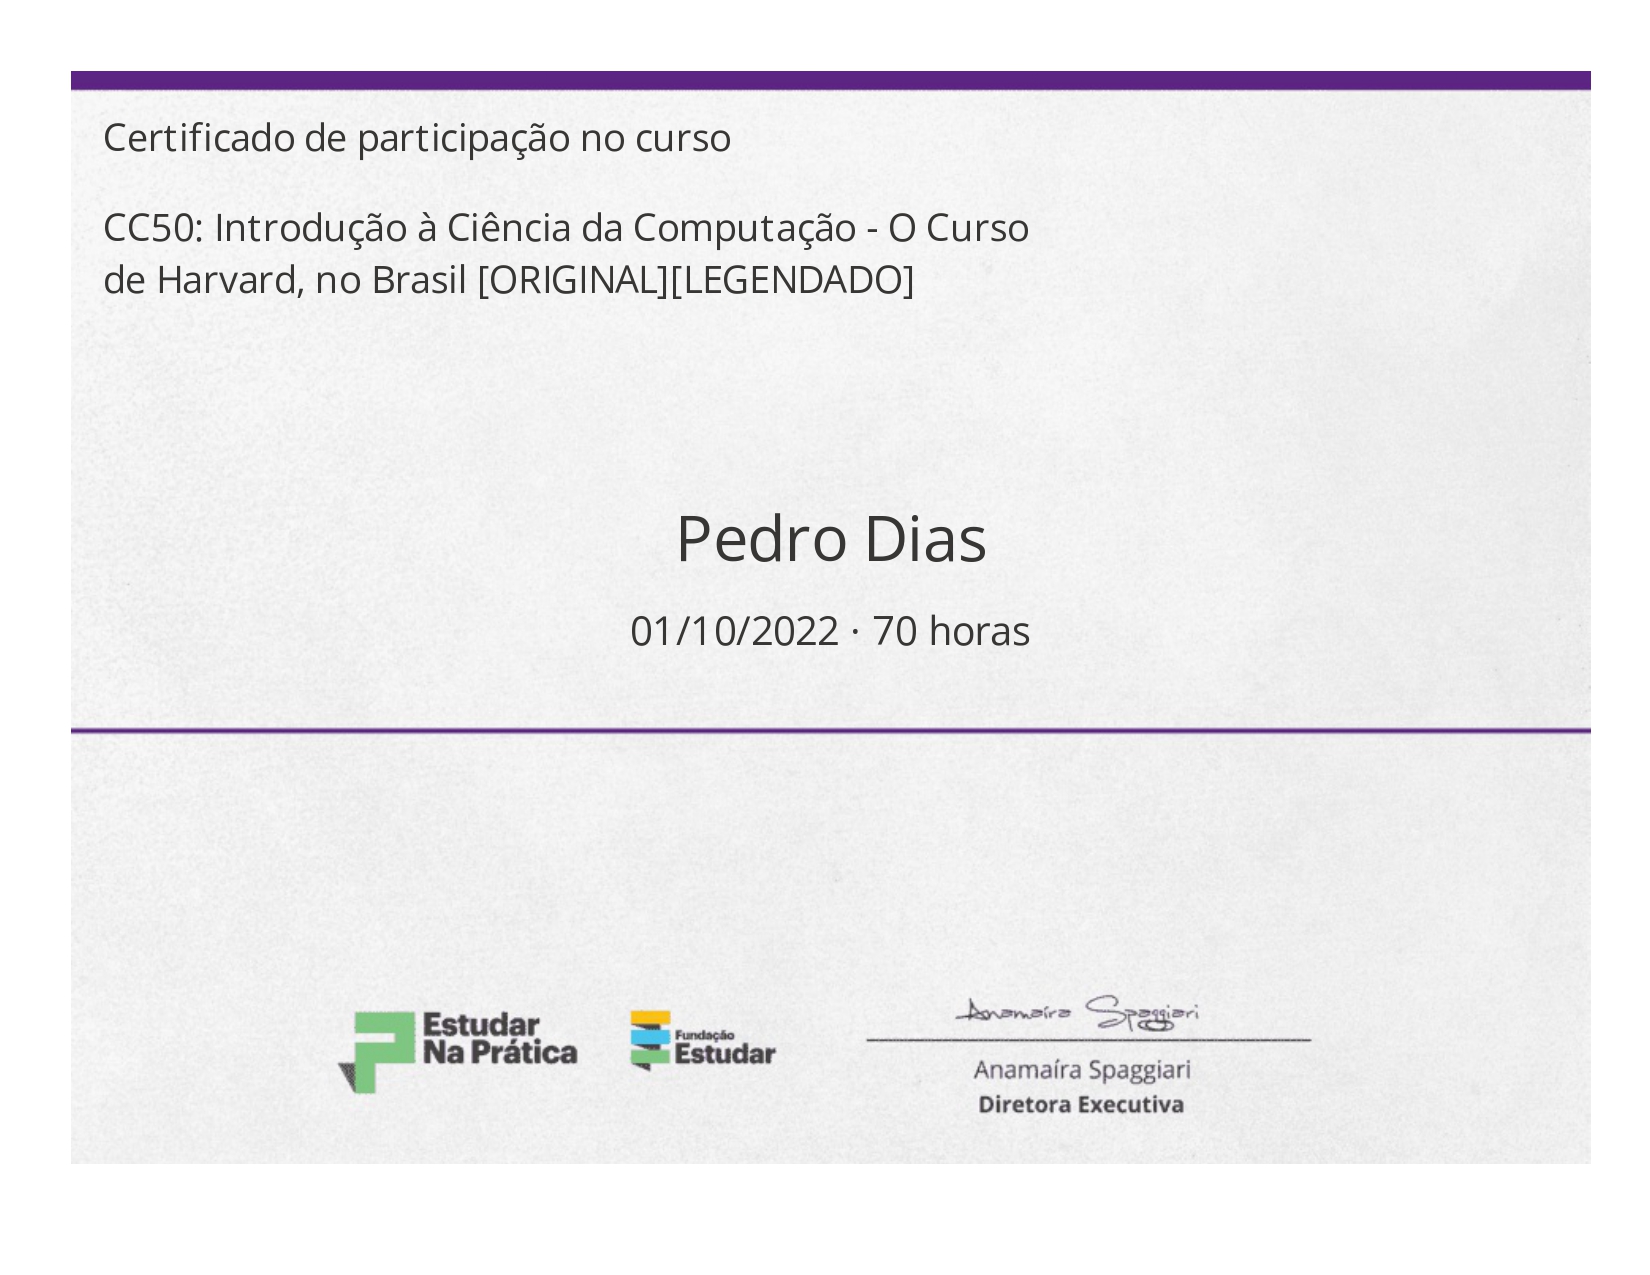 Certificado de participação no curso
CC50: Introdução à Ciência da Computação - O Curso
de Harvard, no Brasil [ORIGINAL][LEGENDADO]
Pedro Dias
01/10/2022 · 70 horas
Estudar
Na Prática
Fundação
Estudar
Anamaíra Spaggiari
Anamaíra Spaggiari
Diretora Executiva